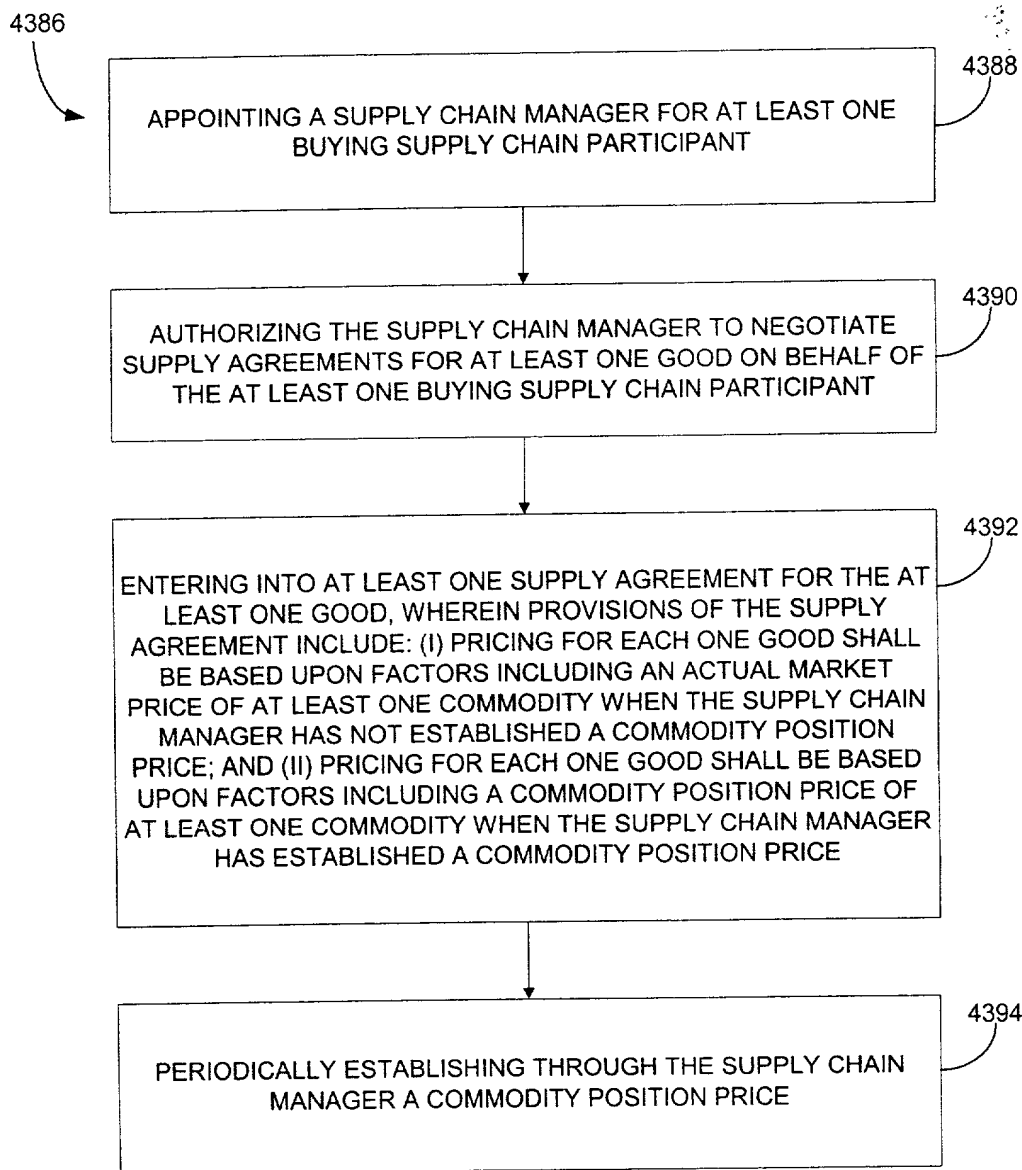 4386
4388
APPOINTING A SUPPLY CHAIN MANAGER FOR AT LEAST ONE
BUYING SUPPLY CHAIN PARTICIPANT
4390
AUTHORIZING THE SUPPLY CHAIN MANAGER TO NEGOTIATE
SUPPLY AGREEMENTS FOR AT LEAST ONE GOOD ON BEHALF OF
THE AT LEAST ONE BUYING SUPPLY CHAIN PARTICIPANT
4392
ENTERING INTO AT LEAST ONE SUPPLY AGREEMENT FOR THE AT
LEAST ONE GOOD, WHEREIN PROVISIONS OF THE SUPPLY
AGREEMENT INCLUDE: (I) PRICING FOR EACH ONE GOOD SHALL
BE BASED UPON FACTORS INCLUDING AN ACTUAL MARKET
PRICE OF AT LEAST ONE COMMODITY WHEN THE SUPPLY CHAIN
MANAGER HAS NOT ESTABLISHED A COMMODITY POSITION
PRICE; AND (II) PRICING FOR EACH ONE GOOD SHALL BE BASED
UPON FACTORS INCLUDING A COMMODITY POSITION PRICE OF
AT LEAST ONE COMMODITY WHEN THE SUPPLY CHAIN MANAGER
HAS ESTABLISHED A COMMODITY POSITION PRICE
4394
PERIODICALLY ESTABLISHING THROUGH THE SUPPLY CHAIN
MANAGER A COMMODITY POSITION PRICE